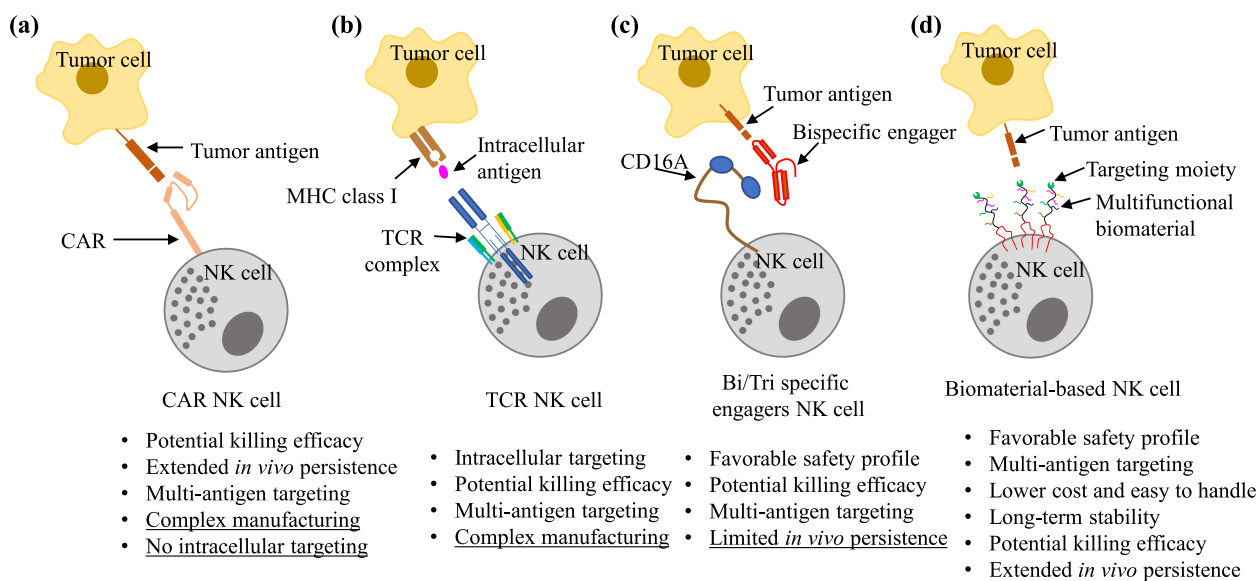 (a)
Tumor cell
Tumor antigen
CAR
NK cell
CAR NK cell
• Potential killing efficacy
• Extended in vivo persistence
• Multi-antigen targeting
• Complex manufacturing
• No intracellular targeting
(b)
Tumor cell
Intracellular
antigen
MHC class I
TCR
complex
NK cell
TCR NK cell
• Intracellular targeting
• Potential killing efficacy
• Multi-antigen targeting
• Complex manufacturing
(c)
Tumor cell
Tumor antigen
Bispecific engager
CD16A
NK cell
Bi/Tri specific
engagers NK cell
• Favorable safety profile
• Potential killing efficacy
• Multi-antigen targeting
• Limited in vivo persistence
(d)
Tumor cell
Tumor antigen
Targeting moiety
Multifunctional
biomaterial
NK cell
Biomaterial-based NK cell
• Favorable safety profile
• Multi-antigen targeting
• Lower cost and easy to handle
• Long-term stability
• Potential killing efficacy
• Extended in vivo persistence